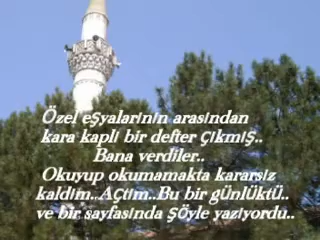 Özel eşyalarının arasından
kara kaplı bir defter çıkmış..
Bana verdiler..
Okuyup okumamakta kararsız
kaldım..Açtım..Bu bir günlüktü..
ve bir sayfasında şöyle yazıyordu..